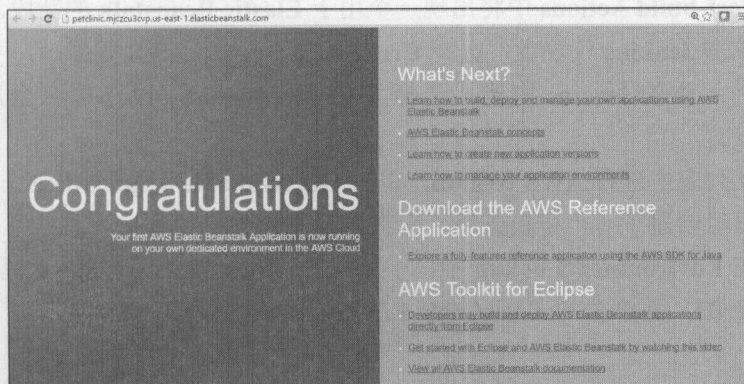 petclinic.mjczcu3cvp.us-east-1.elasticbeanstalk.com
Congratulations
Your first AWS Elastic Beanstalk Application is now running
on your own dedicated environment in the AWS Cloud
What's Next?
Learn how to build, deploy and manage your own applications using AWS
Elastic Beanstalk
AWS Elastic Beanstalk concepts
Learn how to create new application versions
Learn how to manage your application environments
Download the AWS Reference
Application
Explore a fully-featured reference application using the AWS SDK for Java
AWS Toolkit for Eclipse
Developers may build and deploy AWS Elastic Beanstalk applications
directly from Eclipse
Get started with Eclipse and AWS Elastic Beanstalk by watching this video
View all AWS Elastic Beanstalk documentation